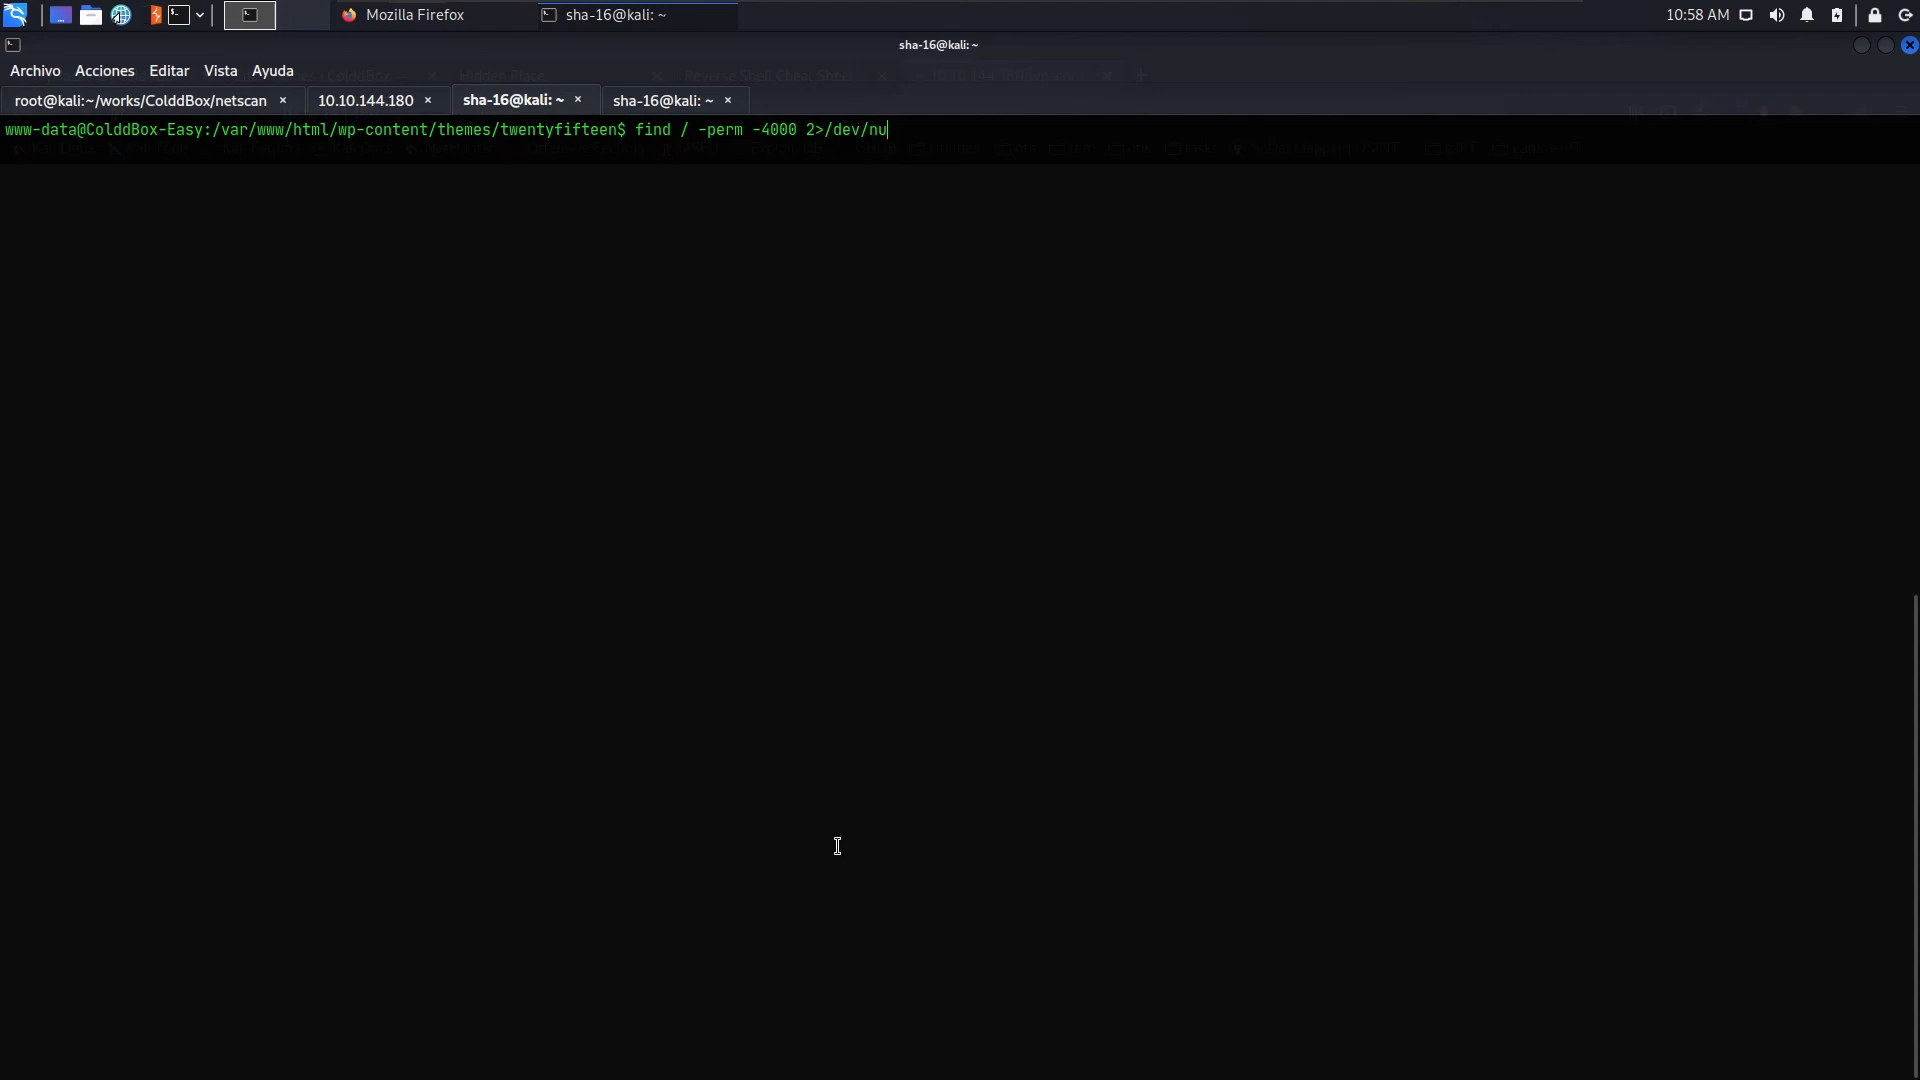 Mozilla Firefox
sha-16@kali: ~
10:58 AM
sha-16@kali: ~
Archivo Acciones Editar Vista Ayuda
root@kali:~/works/ColddBox/netscan × 10.10.144.180 × sha-16@kali: ~ × sha-16@kali: ~ ×
www-data@ColddBox-Easy:/var/www/html/wp-content/themes/twentyfifteen$ find / -perm -4000 2>/dev/nu